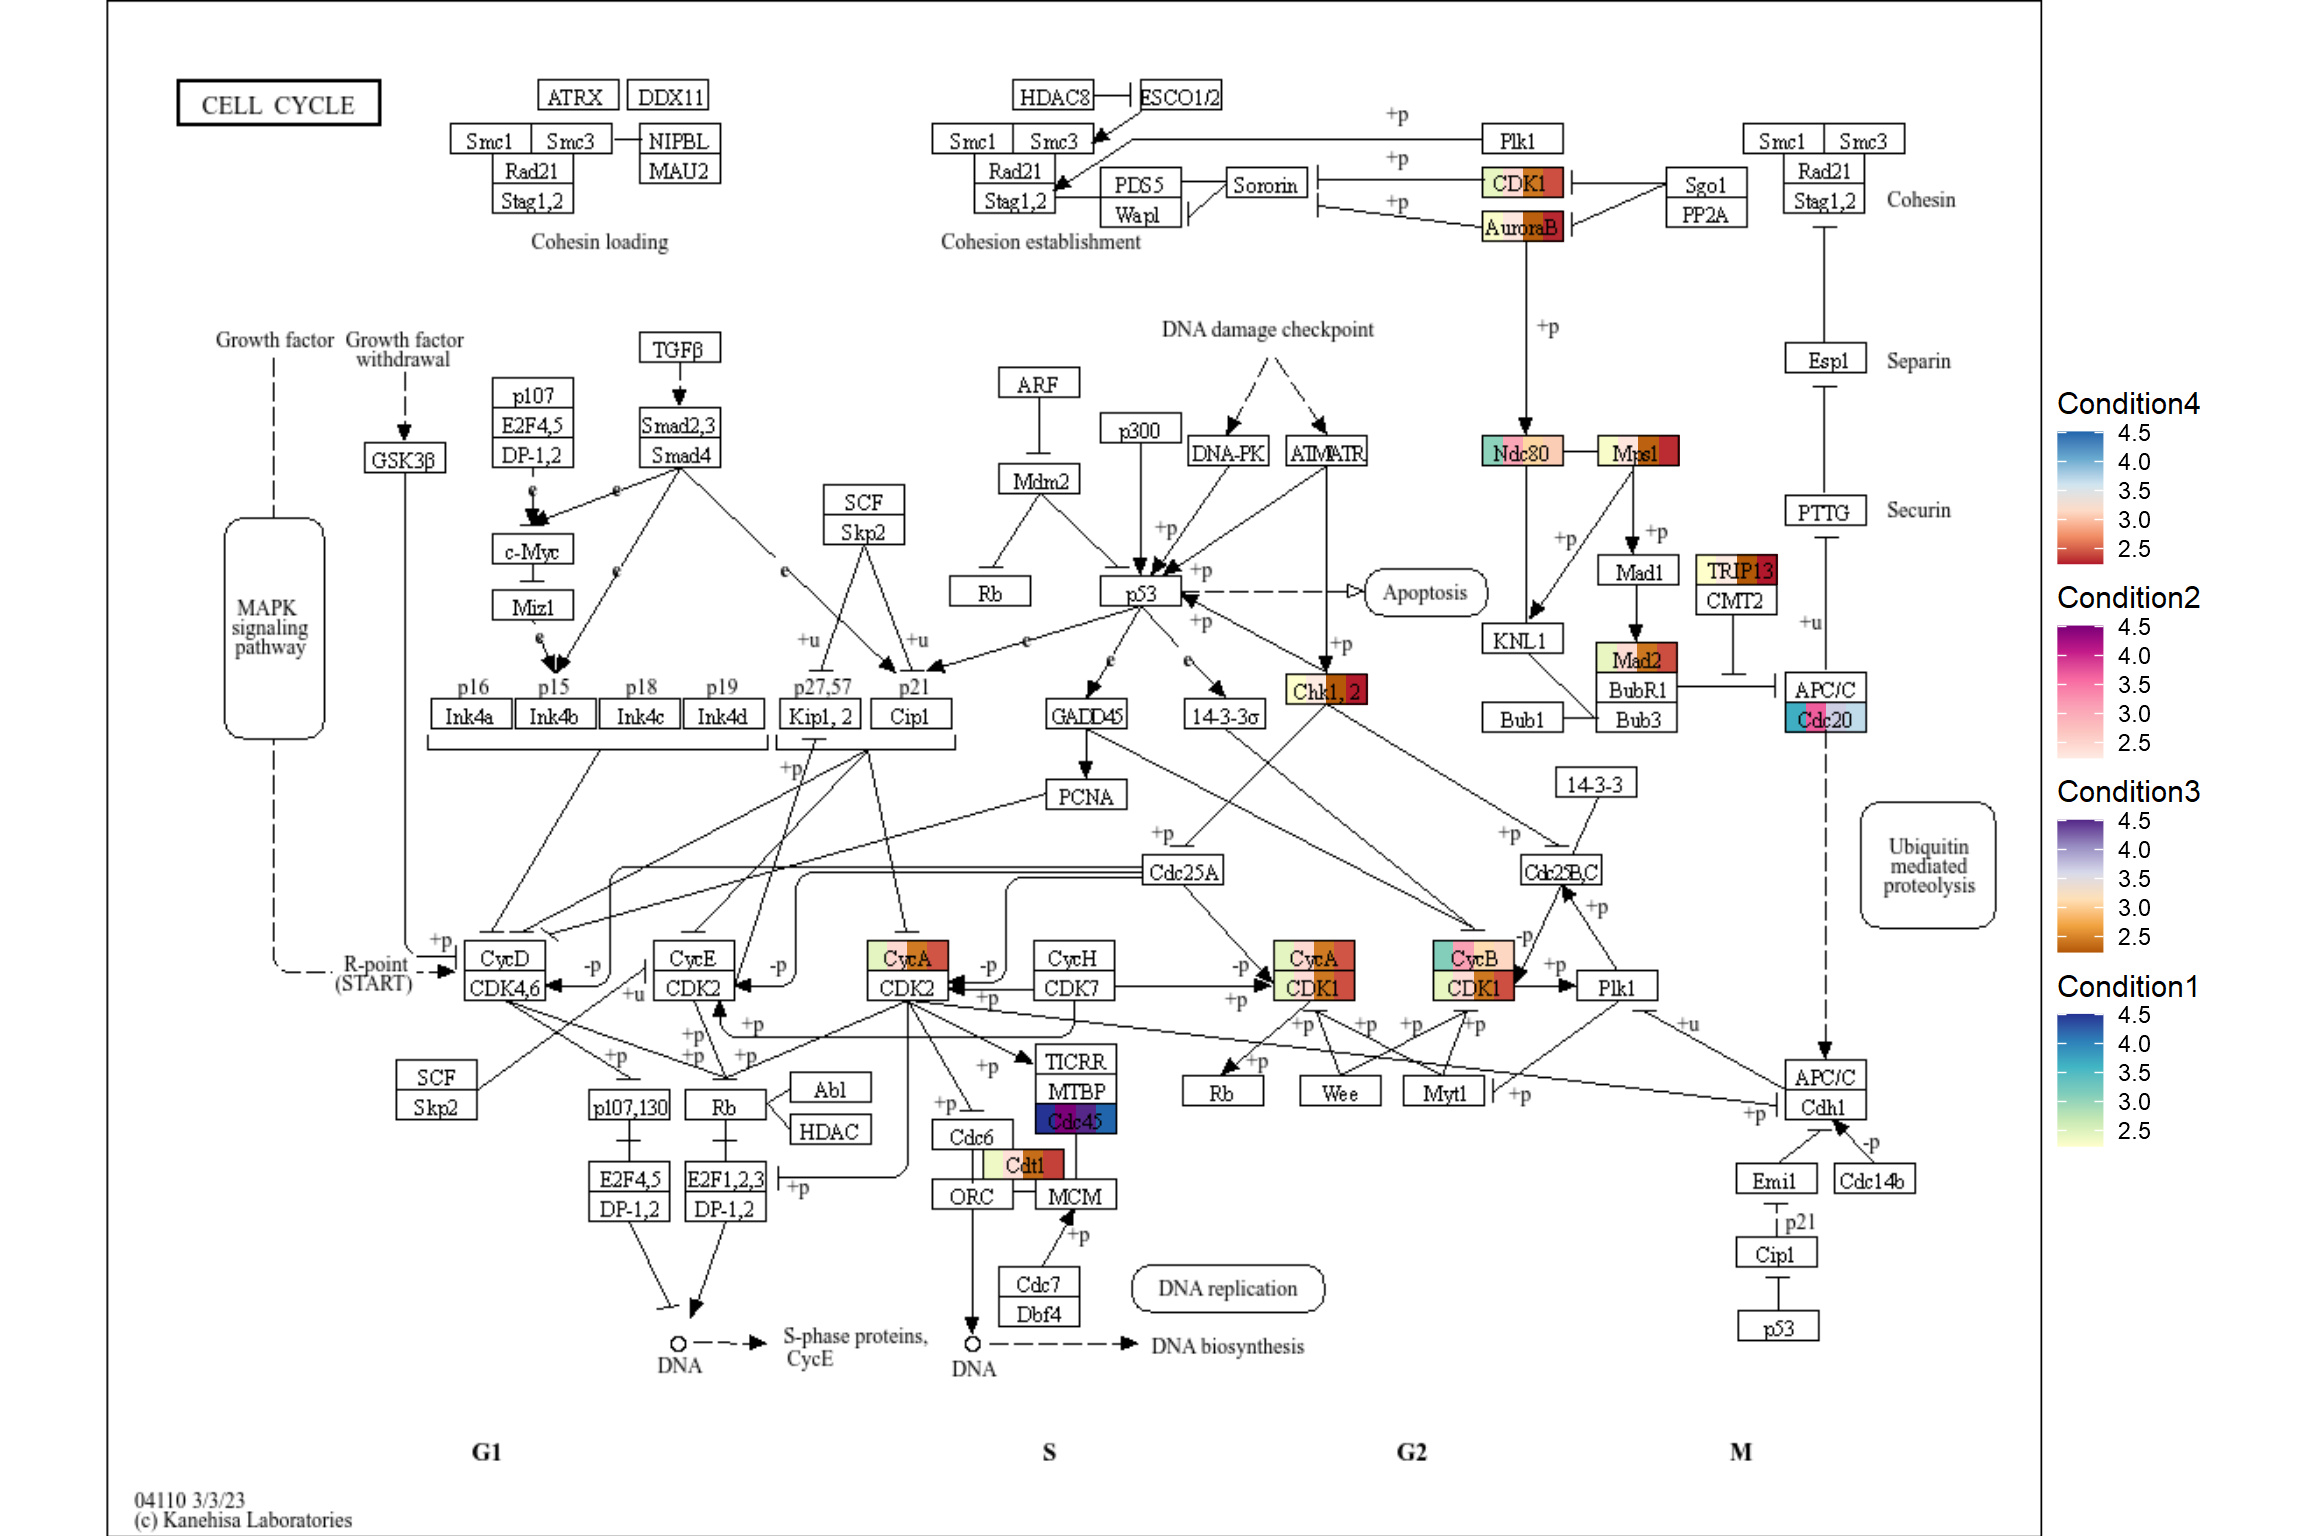 CELL CYCLE
ATRX
DDX11
Smc1
Smc3
NIPBL
Rad21
MAU2
Stag1,2
Cohesin loading
HDAC8
ESCO1/2
Smc1
Smc3
Rad21
Stag1,2
PDS5
Wapl
Sororin
Cohesion establishment
+p
+p
+p
Plk1
CDK1
AuroraB
Sgo1
PP2A
Smc1
Smc3
Rad21
Stag1,2
Cohesin
+p
Growth factor
Growth factor
withdrawal
TGFβ
DNA damage checkpoint
Esp1
Separin
p107
E2F4,5
DP-1,2
Smad2,3
Smad4
GSK3β
ARF
p300
DNA-PK
ATM/ATR
Ndc80
Mps1
Mdm2
SCF
Skp2
PTTG
Securin
e
e
e
e
c-Myc
Miz1
e
+p
+p
+p
+p
+p
+p
Rb
p53
Apoptosis
Mad1
TRIP13
CMT2
KNL1
+u
MAPK
signaling
pathway
+u
+u
e
e
e
Mad2
BubR1
Bub3
Bub1
APC/C
Cdc20
p16
p15
p18
p19
p27,57
p21
Ink4a
Ink4b
Ink4c
Ink4d
Kip1, 2
Cip1
GADD45
14-3-3σ
Chk1, 2
+p
PCNA
14-3-3
+p
+p
Cdc25A
Cdc25B,C
Ubiquitin
mediated
proteolysis
+p
R-point
(START)
+p
CycD
CDK4,6
-p
CycE
CDK2
-p
+u
CycA
CDK2
-p
+p
CycH
CDK7
-p
+p
CycA
CDK1
CycB
CDK1
-p
+p
Plk1
+p
+p
+p
+p
+p
+p
+p
+p
+p
+p
+u
SCF
Skp2
p107,130
Rb
Abl
HDAC
+p
+p
TICRR
MTBP
Cdc45
Cdc6
Cdt1
ORC
MCM
+p
Rb
Wee
Myt1
+p
+p
APC/C
Cdh1
-p
Emi1
Cdc14b
p21
Cip1
p53
E2F4,5
DP-1,2
E2F1,2,3
DP-1,2
+p
Cdc7
Dbf4
DNA replication
DNA
S-phase proteins,
CycE
DNA
DNA biosynthesis
G1
S
G2
M
04110 3/3/23
(c) Kanehisa Laboratories
Condition4
4.5
4.0
3.5
3.0
2.5
Condition2
4.5
4.0
3.5
3.0
2.5
Condition3
4.5
4.0
3.5
3.0
2.5
Condition1
4.5
4.0
3.5
3.0
2.5